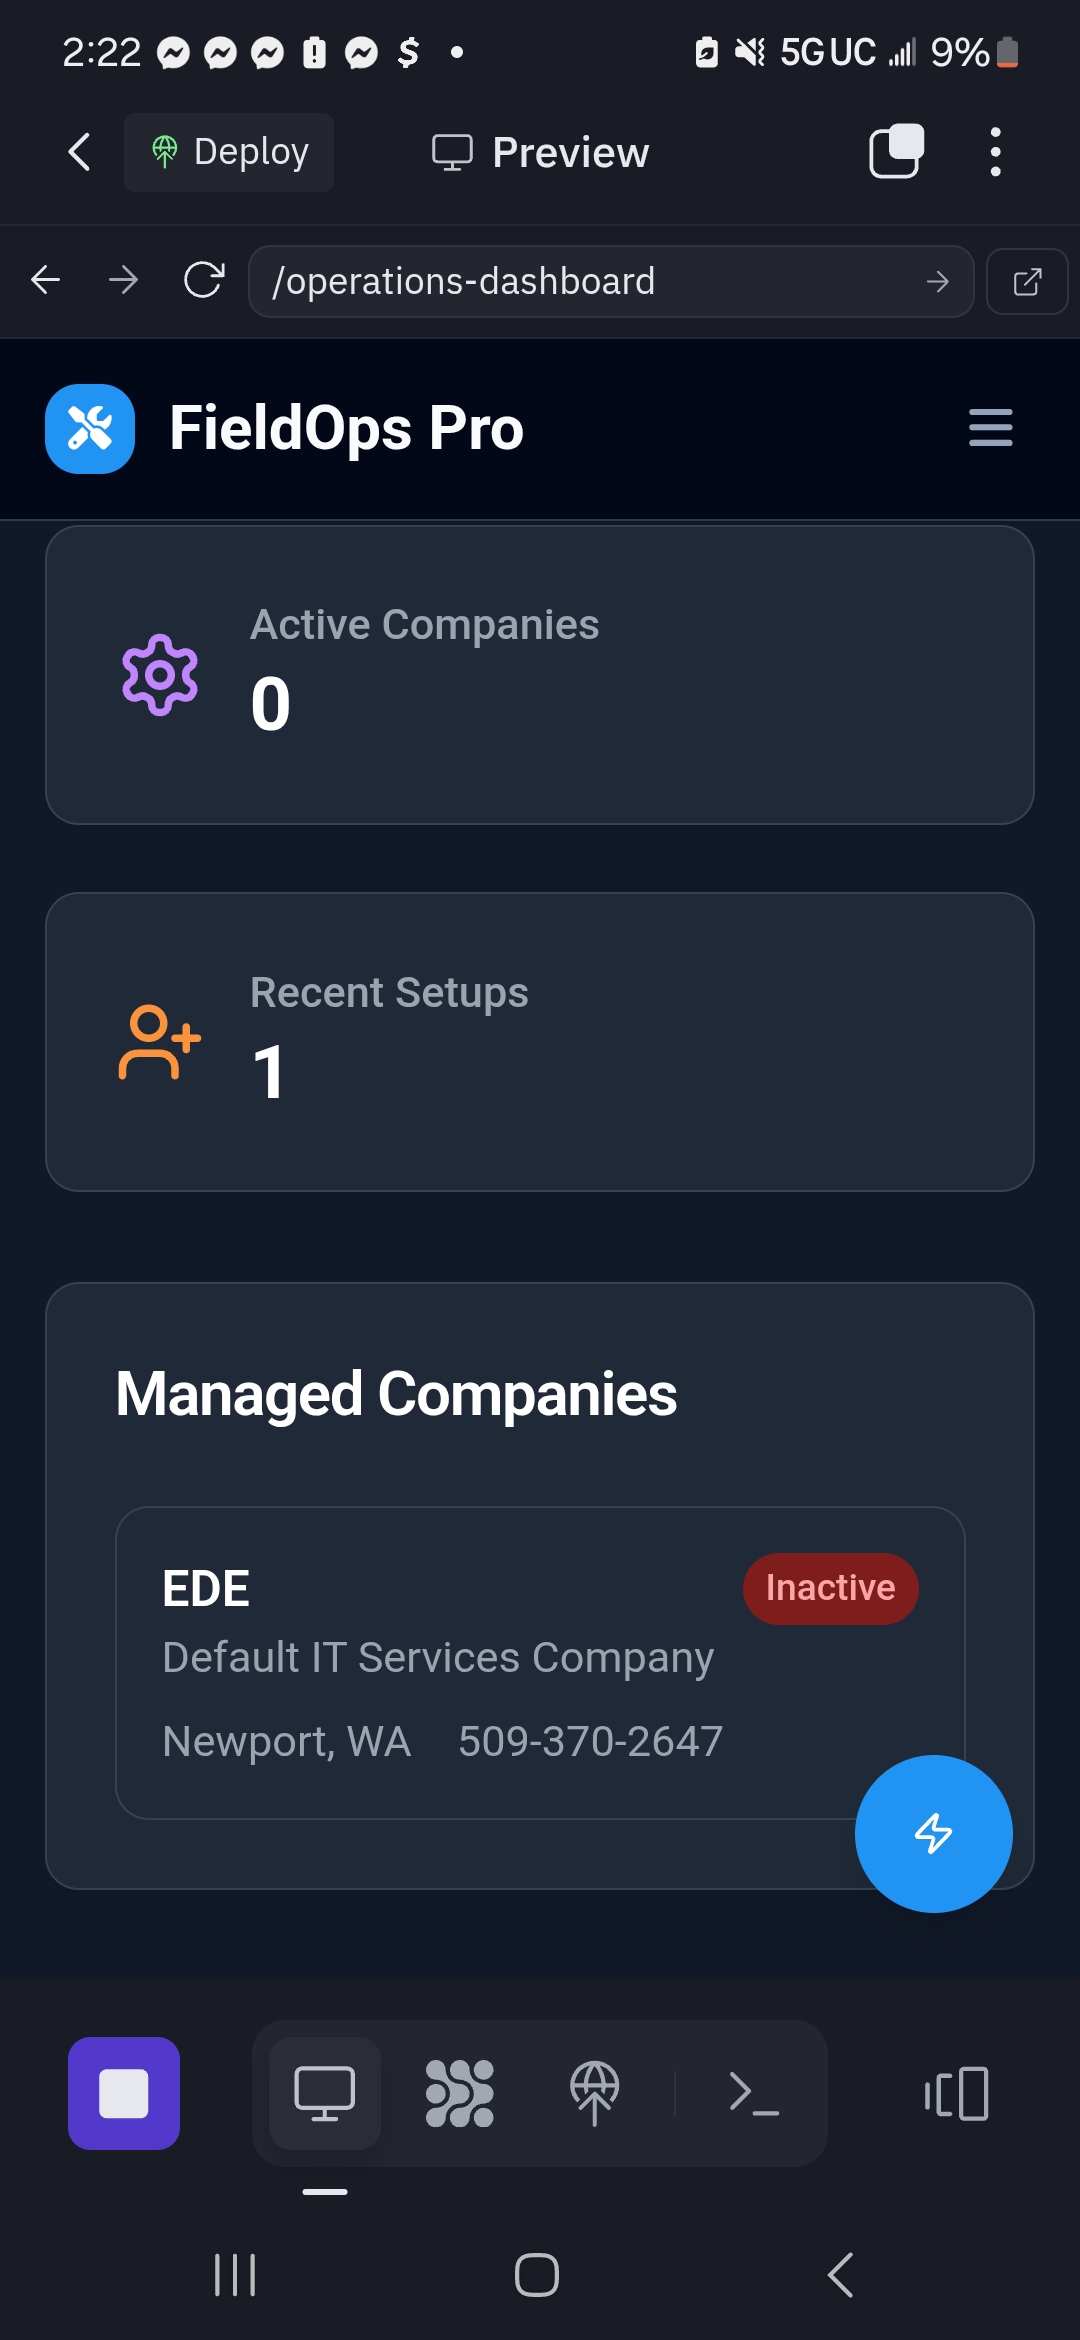 2:22 5G UC 9%
Deploy Preview
/operations-dashboard
FieldOps Pro
Active Companies
0
Recent Setups
1
Managed Companies
EDE Inactive
Default IT Services Company
Newport, WA 509-370-2647